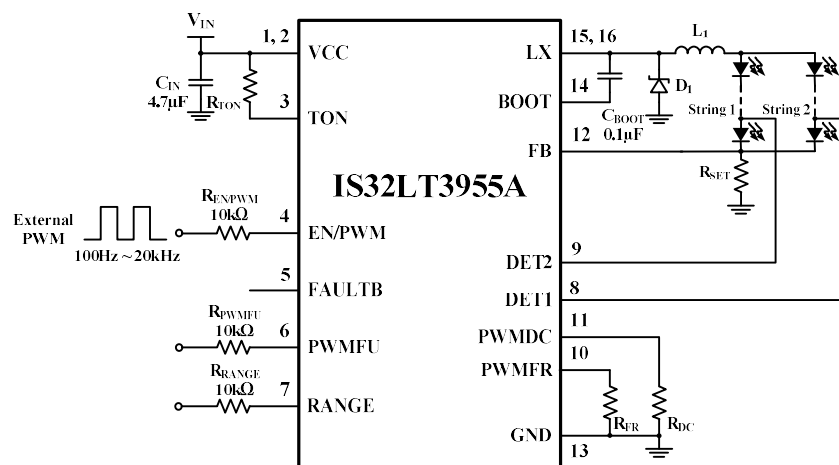 VIN
1, 2
VCC
CIN
4.7µF
RTON
3
TON
REN/PWM
10kΩ
4
EN/PWM
External
PWM
100Hz ~ 20kHz
5
FAULTB
RPWMFU
10kΩ
6
PWMFU
RRANGE
10kΩ
7
RANGE
IS32LT3955A
15, 16
LX
L1
14
BOOT
CBOOT
0.1µF
D1
String 1
String 2
12
FB
RSET
9
DET2
8
DET1
11
PWMDC
10
PWMFR
RFR
RDC
GND
13